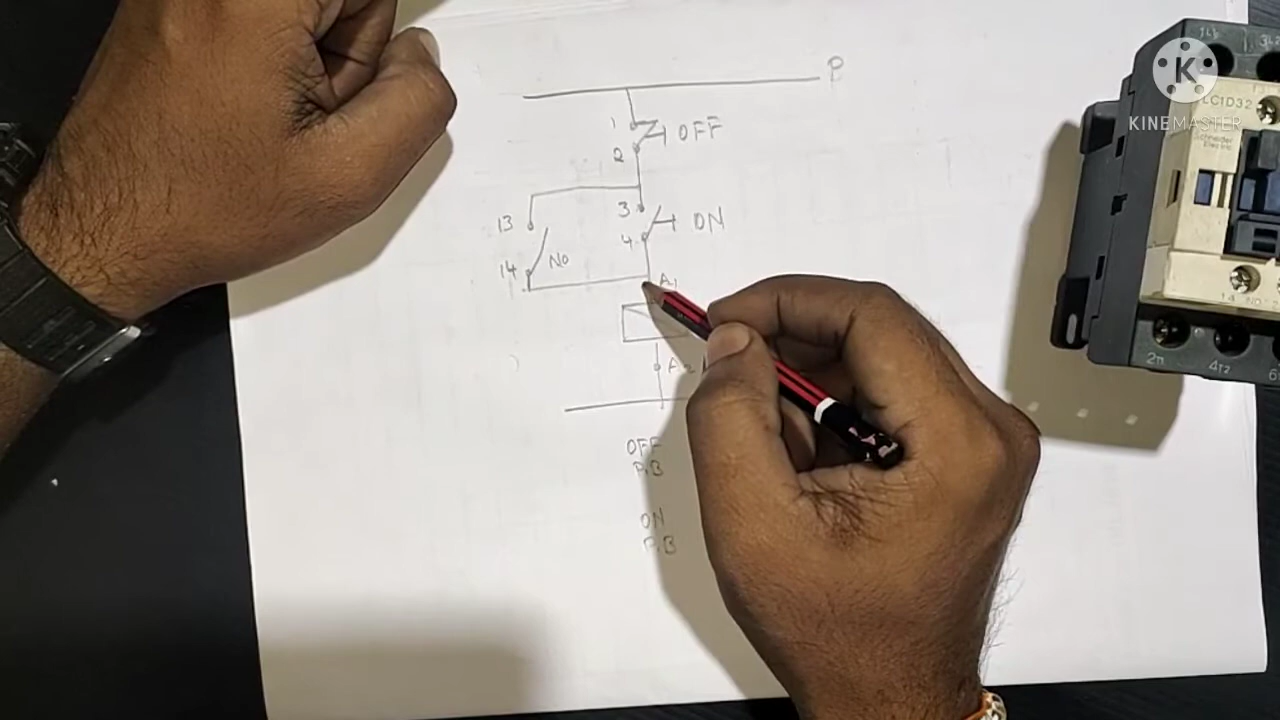 P
1
OFF
2
13
3
ON
4
14
NO
A1
A2
OFF
P.B
ON
P.B
LC1D32
Schneider
Electric
14 NO
2T1
4T2
K
KINEMASTER